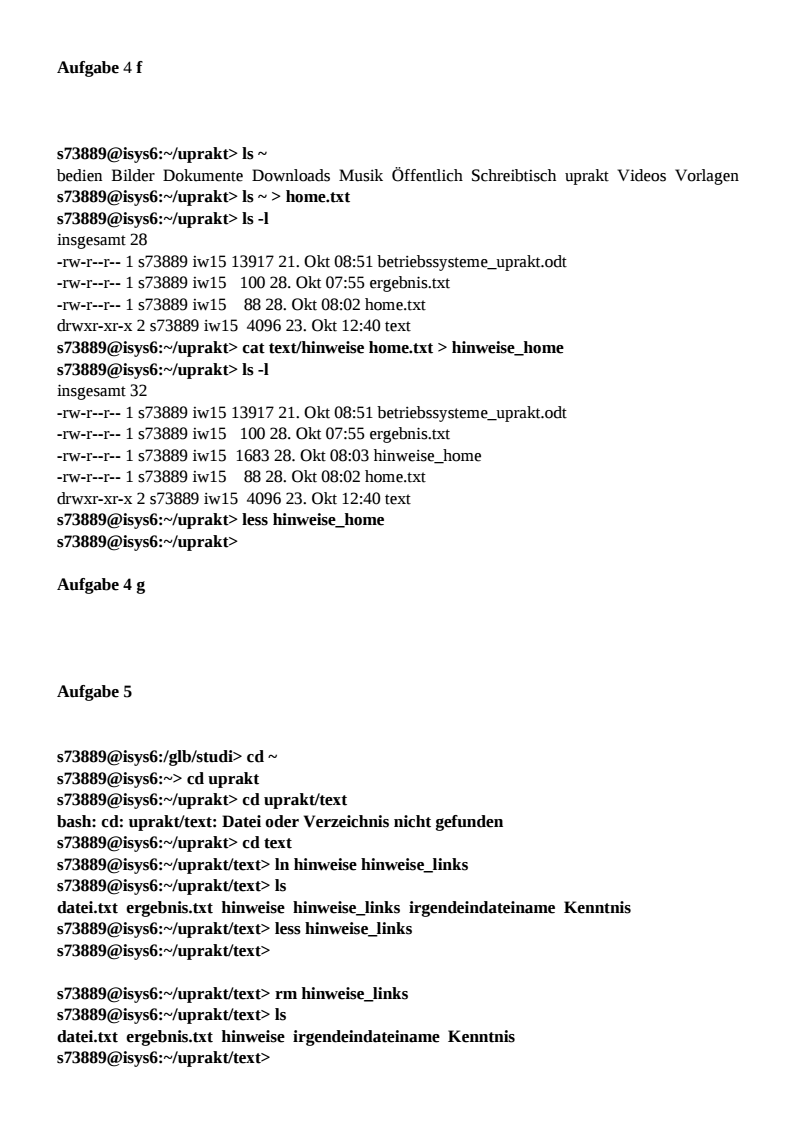 Aufgabe 4 f
s73889@isys6:~/uprakt> ls ~
bedien  Bilder  Dokumente  Downloads  Musik  Öffentlich  Schreibtisch  uprakt  Videos  Vorlagen
s73889@isys6:~/uprakt> ls ~ > home.txt
s73889@isys6:~/uprakt> ls -l
insgesamt 28
-rw-r--r-- 1 s73889 iw15 13917 21. Okt 08:51 betriebssysteme_uprakt.odt
-rw-r--r-- 1 s73889 iw15   100 28. Okt 07:55 ergebnis.txt
-rw-r--r-- 1 s73889 iw15    88 28. Okt 08:02 home.txt
drwxr-xr-x 2 s73889 iw15  4096 23. Okt 12:40 text
s73889@isys6:~/uprakt> cat text/hinweise home.txt > hinweise_home
s73889@isys6:~/uprakt> ls -l
insgesamt 32
-rw-r--r-- 1 s73889 iw15 13917 21. Okt 08:51 betriebssysteme_uprakt.odt
-rw-r--r-- 1 s73889 iw15   100 28. Okt 07:55 ergebnis.txt
-rw-r--r-- 1 s73889 iw15  1683 28. Okt 08:03 hinweise_home
-rw-r--r-- 1 s73889 iw15    88 28. Okt 08:02 home.txt
drwxr-xr-x 2 s73889 iw15  4096 23. Okt 12:40 text
s73889@isys6:~/uprakt> less hinweise_home
s73889@isys6:~/uprakt>
Aufgabe 4 g
Aufgabe 5
s73889@isys6:/glb/studi> cd ~
s73889@isys6:~> cd uprakt
s73889@isys6:~/uprakt> cd uprakt/text
bash: cd: uprakt/text: Datei oder Verzeichnis nicht gefunden
s73889@isys6:~/uprakt> cd text
s73889@isys6:~/uprakt/text> ln hinweise hinweise_links
s73889@isys6:~/uprakt/text> ls
datei.txt  ergebnis.txt  hinweise  hinweise_links  irgendeindateiname  Kenntnis
s73889@isys6:~/uprakt/text> less hinweise_links
s73889@isys6:~/uprakt/text>
s73889@isys6:~/uprakt/text> rm hinweise_links
s73889@isys6:~/uprakt/text> ls
datei.txt  ergebnis.txt  hinweise  irgendeindateiname  Kenntnis
s73889@isys6:~/uprakt/text>